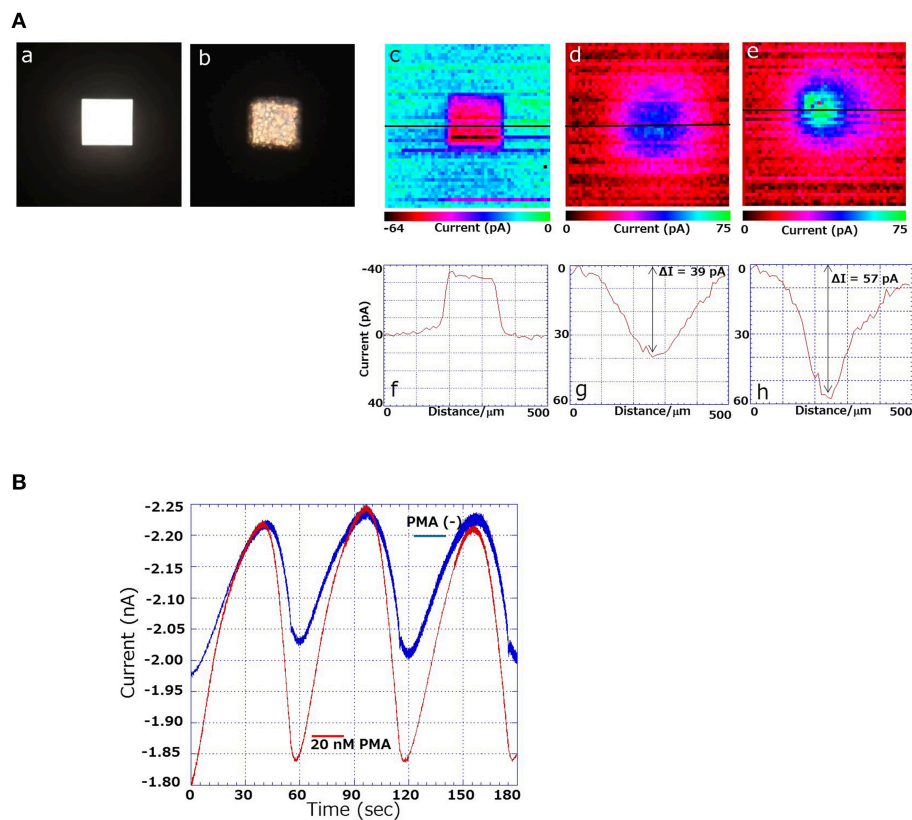 A
a
b
c
d
e
-64 Current (pA) 0
0 Current (pA) 75
0 Current (pA) 75
-40
0
40
Current (pA)
f
Distance/μm 500
0
30
60
ΔI = 39 pA
g
0 Distance/μm 500
0
30
60
ΔI = 57 pA
h
0 Distance/μm 500
B
-2.25
-2.20
-2.15
-2.10
-2.05
-2.00
-1.95
-1.90
-1.85
-1.80
Current (nA)
PMA (-)
20 nM PMA
0 30 60 90 120 150 180
Time (sec)